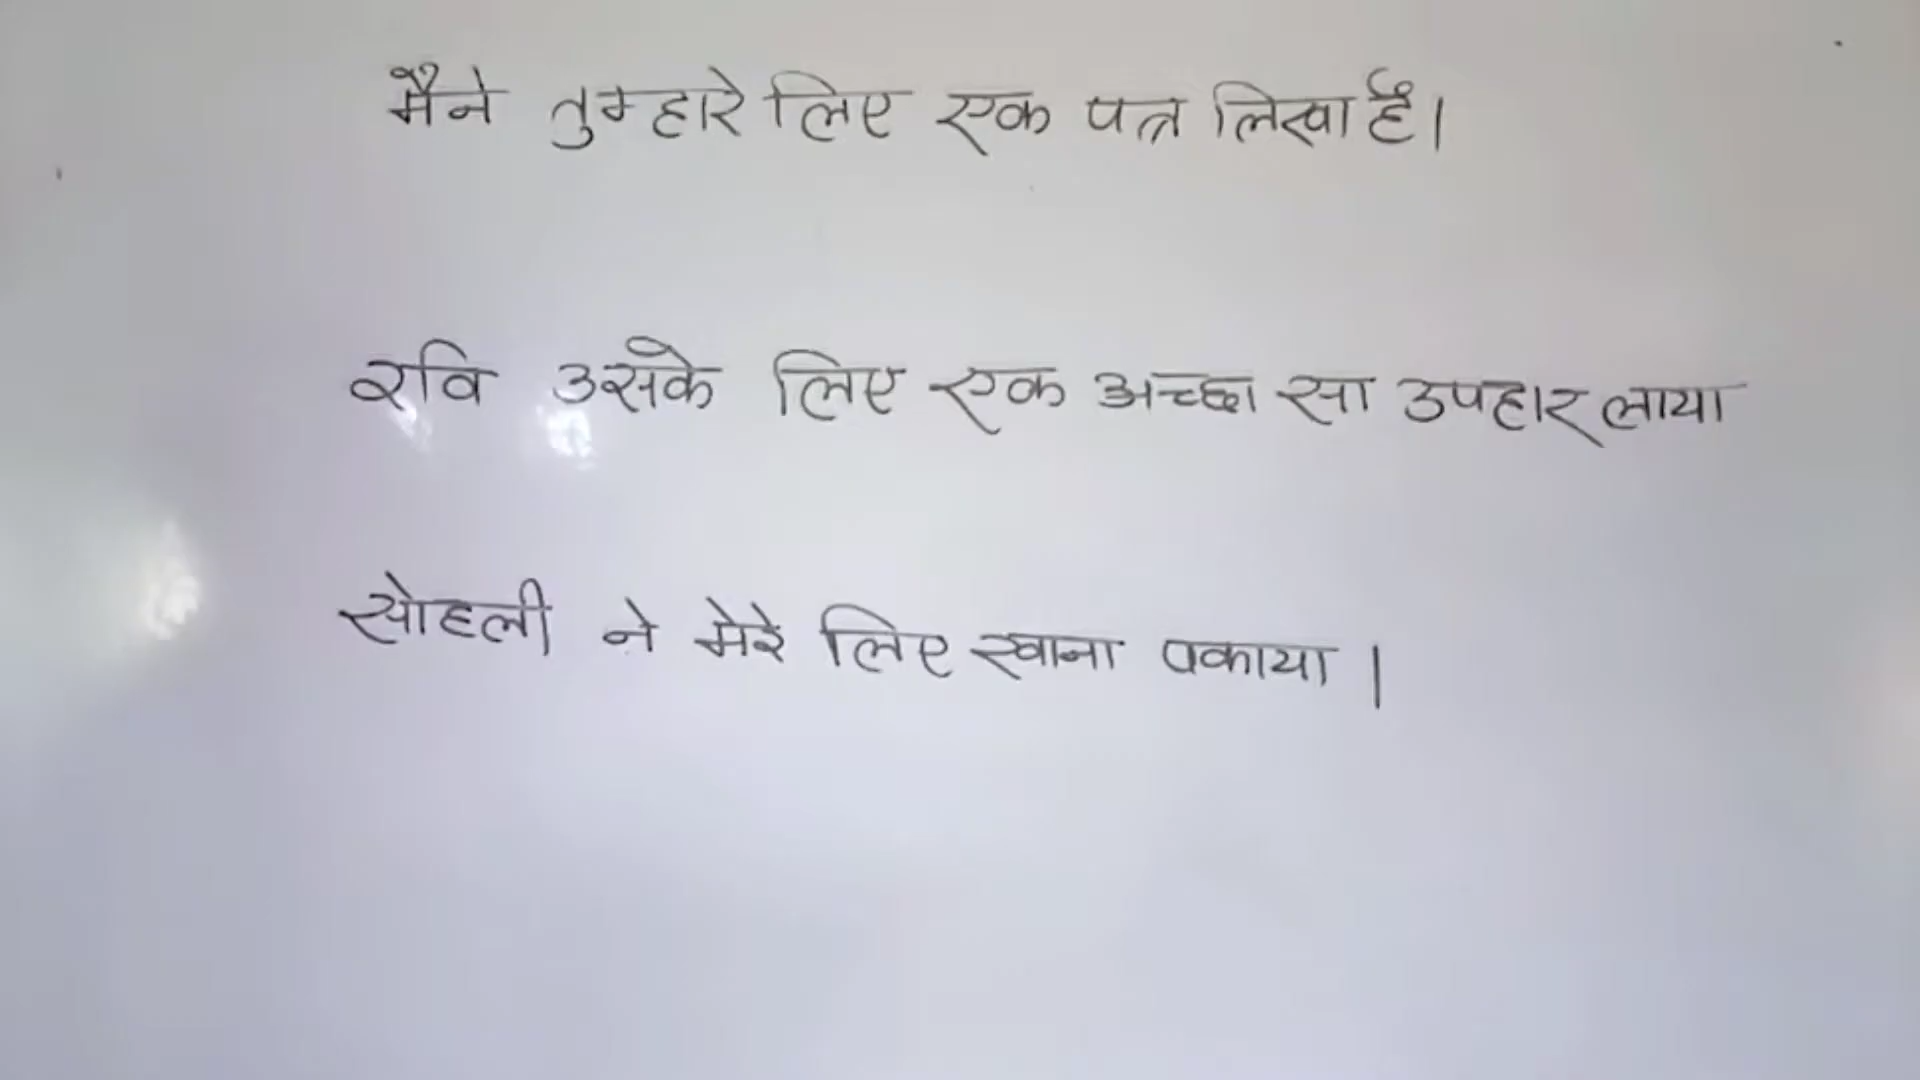 मैने तुम्हारे लिए एक पत्र लिखा है।
रवि उसके लिए एक अच्छा सा उपहार लाया
सोहली ने मेरे लिए खाना पकाया।